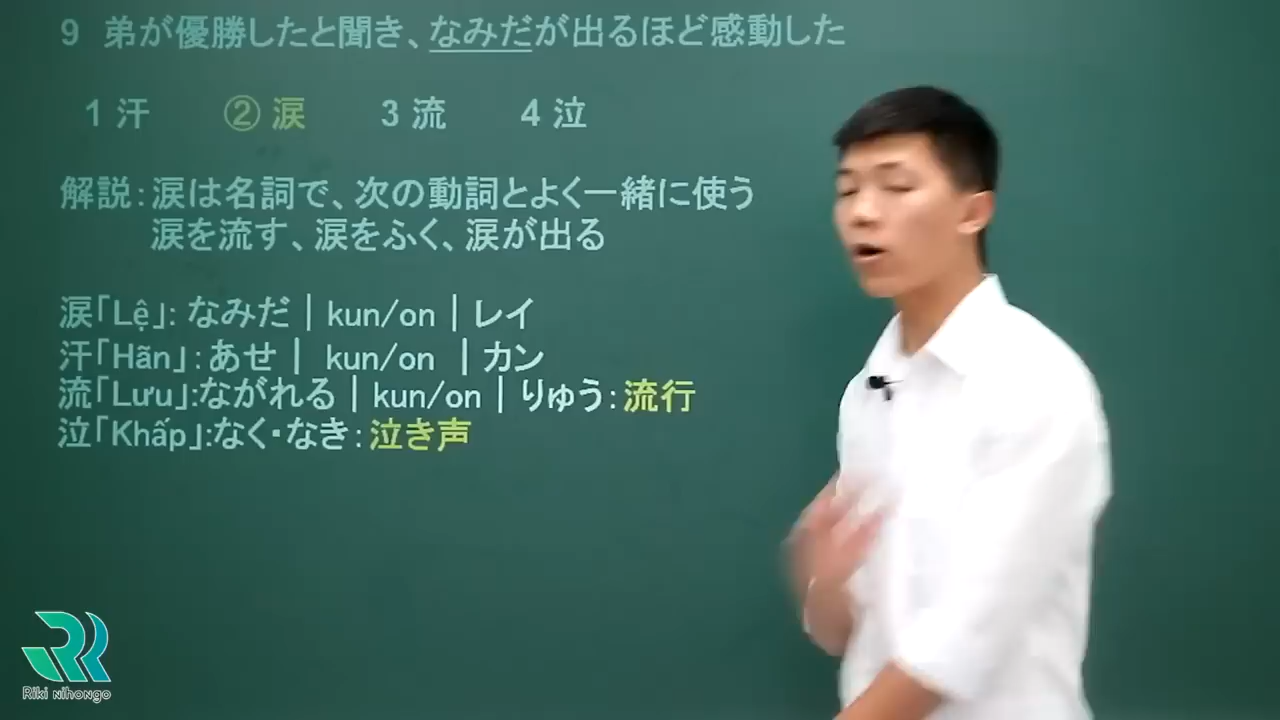 9 弟が優勝したと聞き、なみだが出るほど感動した
1 汗 ② 涙 3 流 4 泣
解説：涙は名詞で、次の動詞とよく一緒に使う
涙を流す、涙をふく、涙が出る
涙「Lệ」: なみだ | kun/on | レイ
汗「Hãn」: あせ | kun/on | カン
流「Lưu」:ながれる | kun/on | りゅう: 流行
泣「Khấp」:なく・なき: 泣き声
Riki nihongo